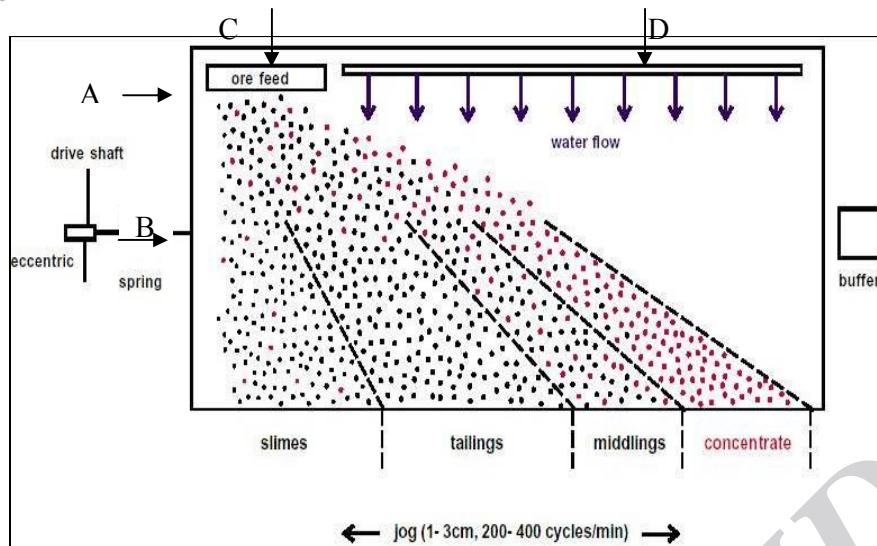 C
D
ore feed
A
water flow
drive shaft
B
eccentric
spring
buffer
slimes
tailings
middlings
concentrate
jog (1- 3cm, 200- 400 cycles/min)